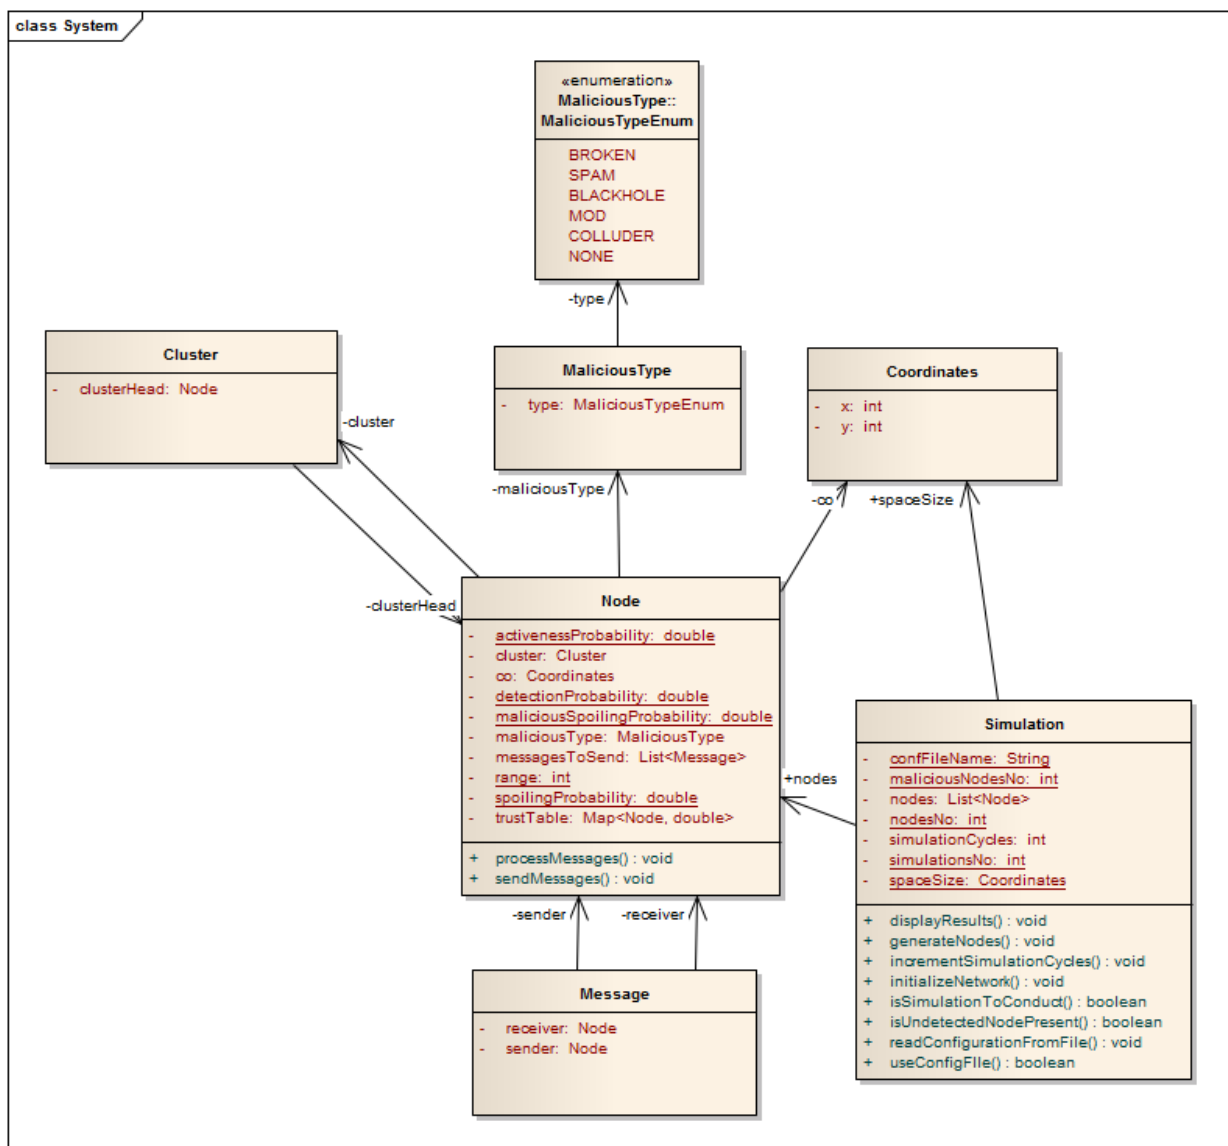 class System
«enumeration»
MaliciousType::
MaliciousTypeEnum
BROKEN
SPAM
BLACKHOLE
MOD
COLLUDER
NONE
-type
Cluster
- clusterHead: Node
-cluster
MaliciousType
- type: MaliciousTypeEnum
-maliciousType
Coordinates
- x: int
- y: int
-co
+spaceSize
-clusterHead
Node
- activenessProbability: double
- cluster: Cluster
- co: Coordinates
- detectionProbability: double
- maliciousSpoilingProbability: double
- maliciousType: MaliciousType
- messagesToSend: List<Message>
- range: int
- spoilingProbability: double
- trustTable: Map<Node, double>
+ processMessages() : void
+ sendMessages() : void
+nodes
Simulation
- confFileName: String
- maliciousNodesNo: int
- nodes: List<Node>
- nodesNo: int
- simulationCycles: int
- simulationsNo: int
- spaceSize: Coordinates
+ displayResults() : void
+ generateNodes() : void
+ incrementSimulationCycles() : void
+ initializeNetwork() : void
+ isSimulationToConduct() : boolean
+ isUndetectedNodePresent() : boolean
+ readConfigurationFromFile() : void
+ useConfigFIle() : boolean
-sender
-receiver
Message
- receiver: Node
- sender: Node